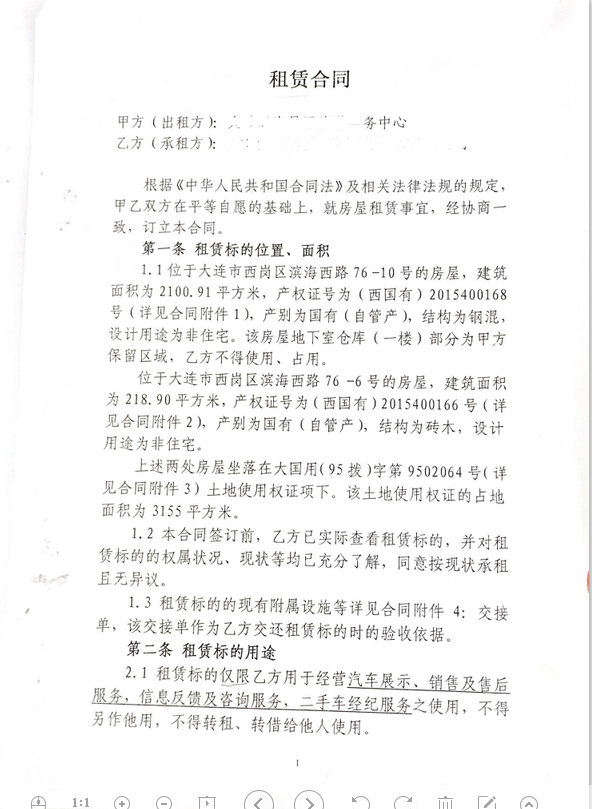 租赁合同
甲方（出租方）：
务中心
乙方（承租方）：
根据《中华人民共和国合同法》及相关法律法规的规定，
甲乙双方在平等自愿的基础上，就房屋租赁事宜，经协商一
致，订立本合同。
第一条 租赁标的位置、面积
1.1 位于大连市西岗区滨海西路 76-10 号的房屋，建筑
面积为 2100.91 平方米，产权证号为（西国有）2015400168
号（详见合同附件 1），产别为国有（自管产），结构为钢混，
设计用途为非住宅。该房屋地下室仓库（一楼）部分为甲方
保留区域，乙方不得使用、占用。
位于大连市西岗区滨海西路 76 -6 号的房屋，建筑面积
为 218.90 平方米，产权证号为（西国有）2015400166 号（详
见合同附件 2），产别为国有（自管产），结构为砖木，设计
用途为非住宅。
上述两处房屋坐落在大国用（95 拨）字第 9502064 号（详
见合同附件 3）土地使用权证项下。该土地使用权证的占地
面积为 3155 平方米。
1.2 本合同签订前，乙方已实际查看租赁标的，并对租
赁标的的权属状况、现状等均已充分了解，同意按现状承租
且无异议。
1.3 租赁标的的现有附属设施等详见合同附件 4：交接
单，该交接单作为乙方交还租赁标的时的验收依据。
第二条 租赁标的的用途
2.1 租赁标的仅限乙方用于经营汽车展示、销售及售后
服务，信息反馈及咨询服务，二手车经纪服务之使用，不得
另作他用，不得转租、转借给他人使用。
1
1:1